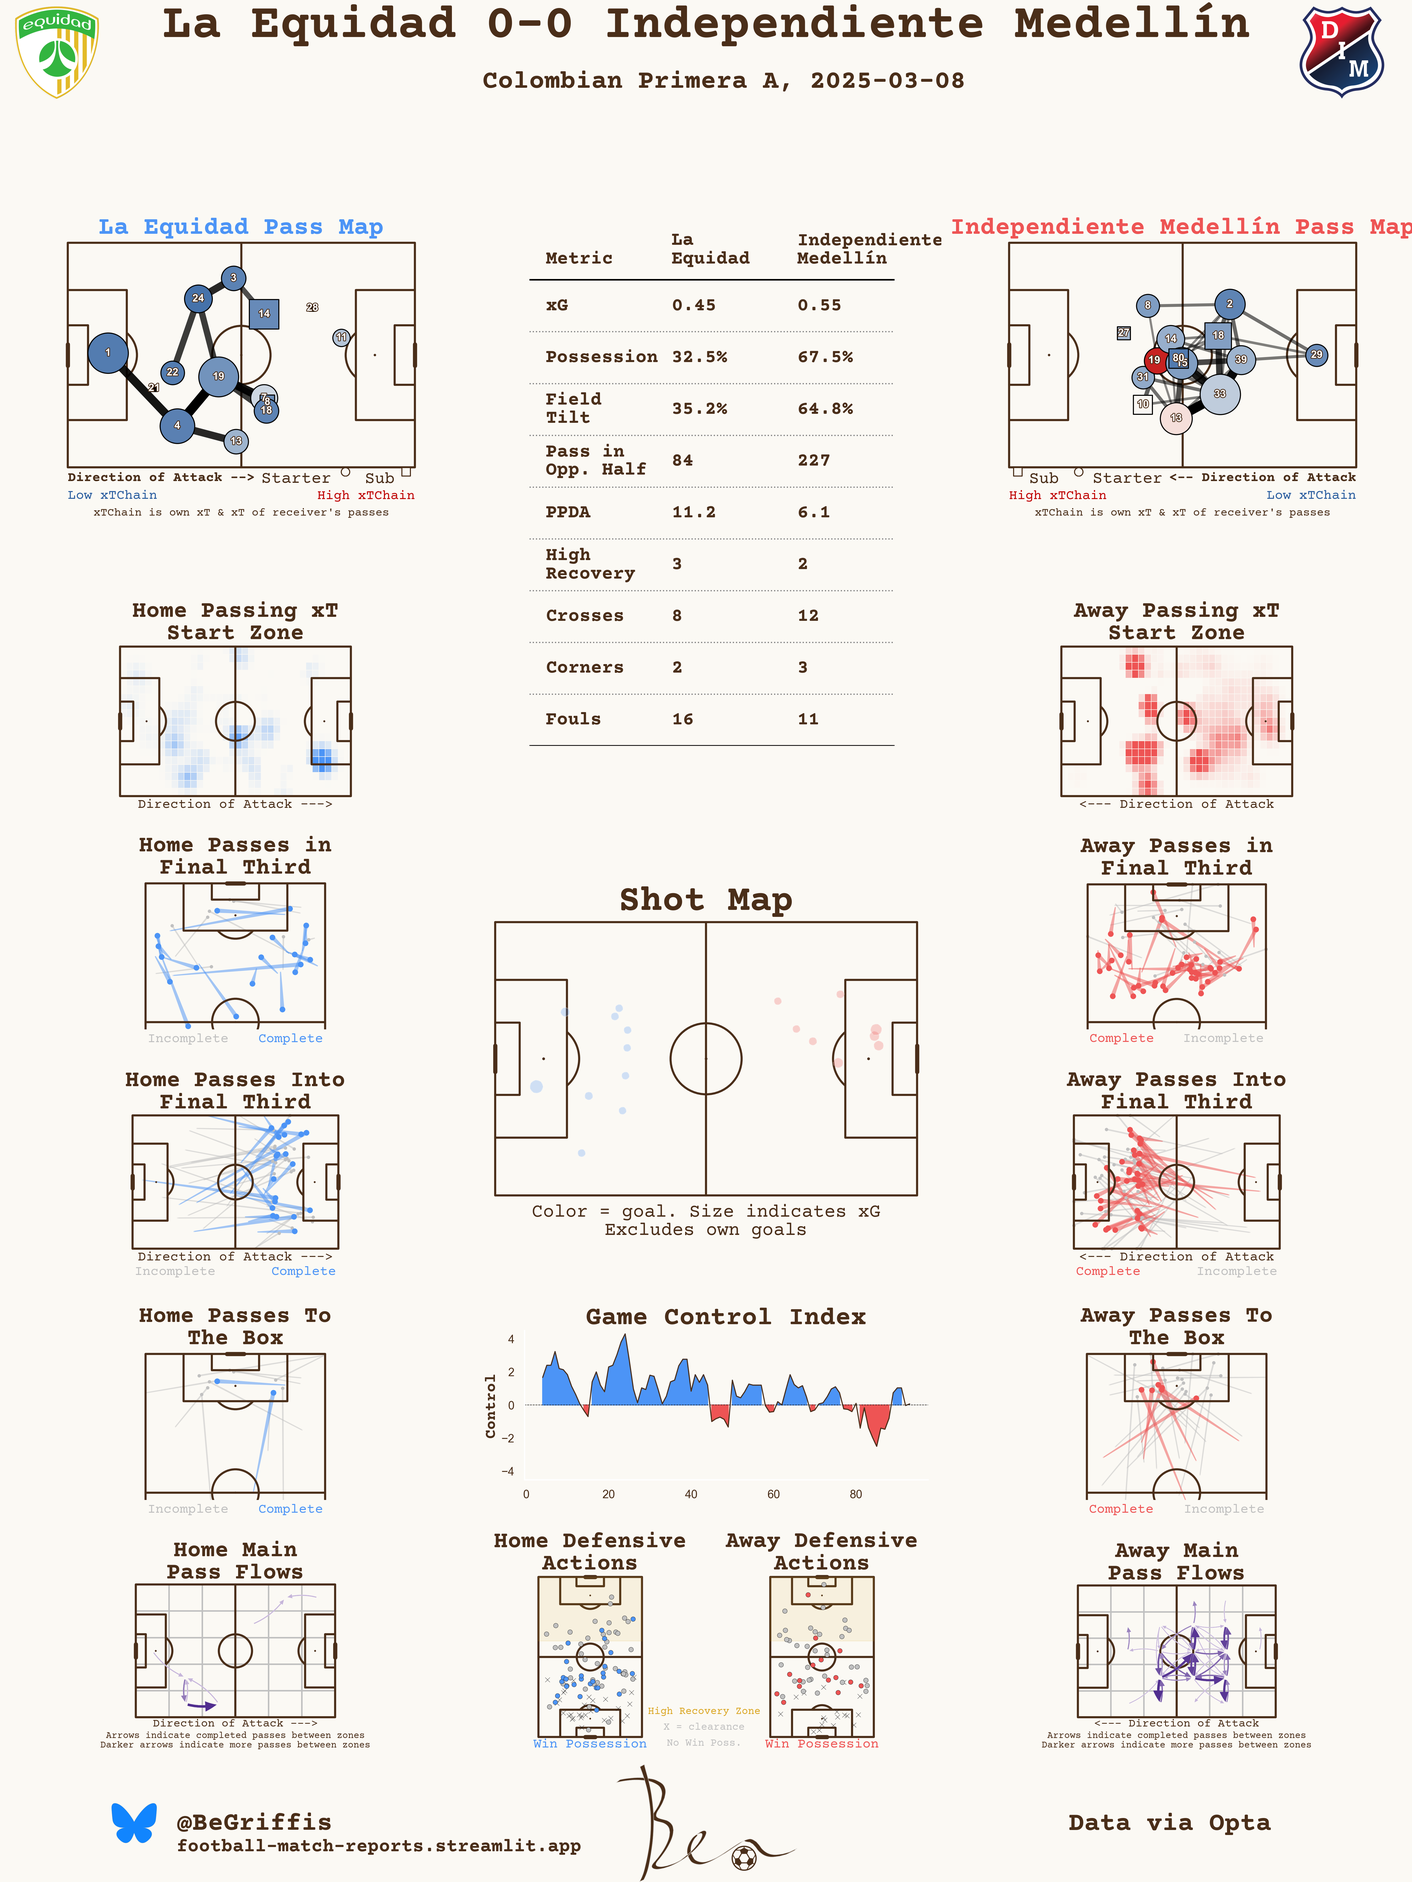 La Equidad 0-0 Independiente Medellín
Colombian Primera A, 2025-03-08
equidad
D
I
M
La Equidad Pass Map
3
24
14
28
11
1
22
21
19
7
8
18
4
13
Direction of Attack --> Starter Sub
Low xTChain High xTChain
xTChain is own xT & xT of receiver's passes
Metric La Equidad Independiente Medellín
xG 0.45 0.55
Possession 32.5% 67.5%
Field Tilt 35.2% 64.8%
Pass in Opp. Half 84 227
PPDA 11.2 6.1
High Recovery 3 2
Crosses 8 12
Corners 2 3
Fouls 16 11
Independiente Medellín Pass Map
8
2
27
14
18
19
80
39
29
31
33
10
13
Sub Starter <-- Direction of Attack
High xTChain Low xTChain
xTChain is own xT & xT of receiver's passes
Home Passing xT
Start Zone
Direction of Attack --->
Away Passing xT
Start Zone
<--- Direction of Attack
Home Passes in
Final Third
Incomplete Complete
Away Passes in
Final Third
Complete Incomplete
Shot Map
Color = goal. Size indicates xG
Excludes own goals
Home Passes Into
Final Third
Direction of Attack --->
Incomplete Complete
Away Passes Into
Final Third
<--- Direction of Attack
Complete Incomplete
Home Passes To
The Box
Incomplete Complete
Game Control Index
Control
4
2
0
−2
−4
0 20 40 60 80
Away Passes To
The Box
Complete Incomplete
Home Main
Pass Flows
Direction of Attack --->
Arrows indicate completed passes between zones
Darker arrows indicate more passes between zones
Home Defensive
Actions
Win Possession
Away Defensive
Actions
Win Possession
High Recovery Zone
X = clearance
No Win Poss.
Away Main
Pass Flows
<--- Direction of Attack
Arrows indicate completed passes between zones
Darker arrows indicate more passes between zones
@BeGriffis
football-match-reports.streamlit.app
Ben
Data via Opta